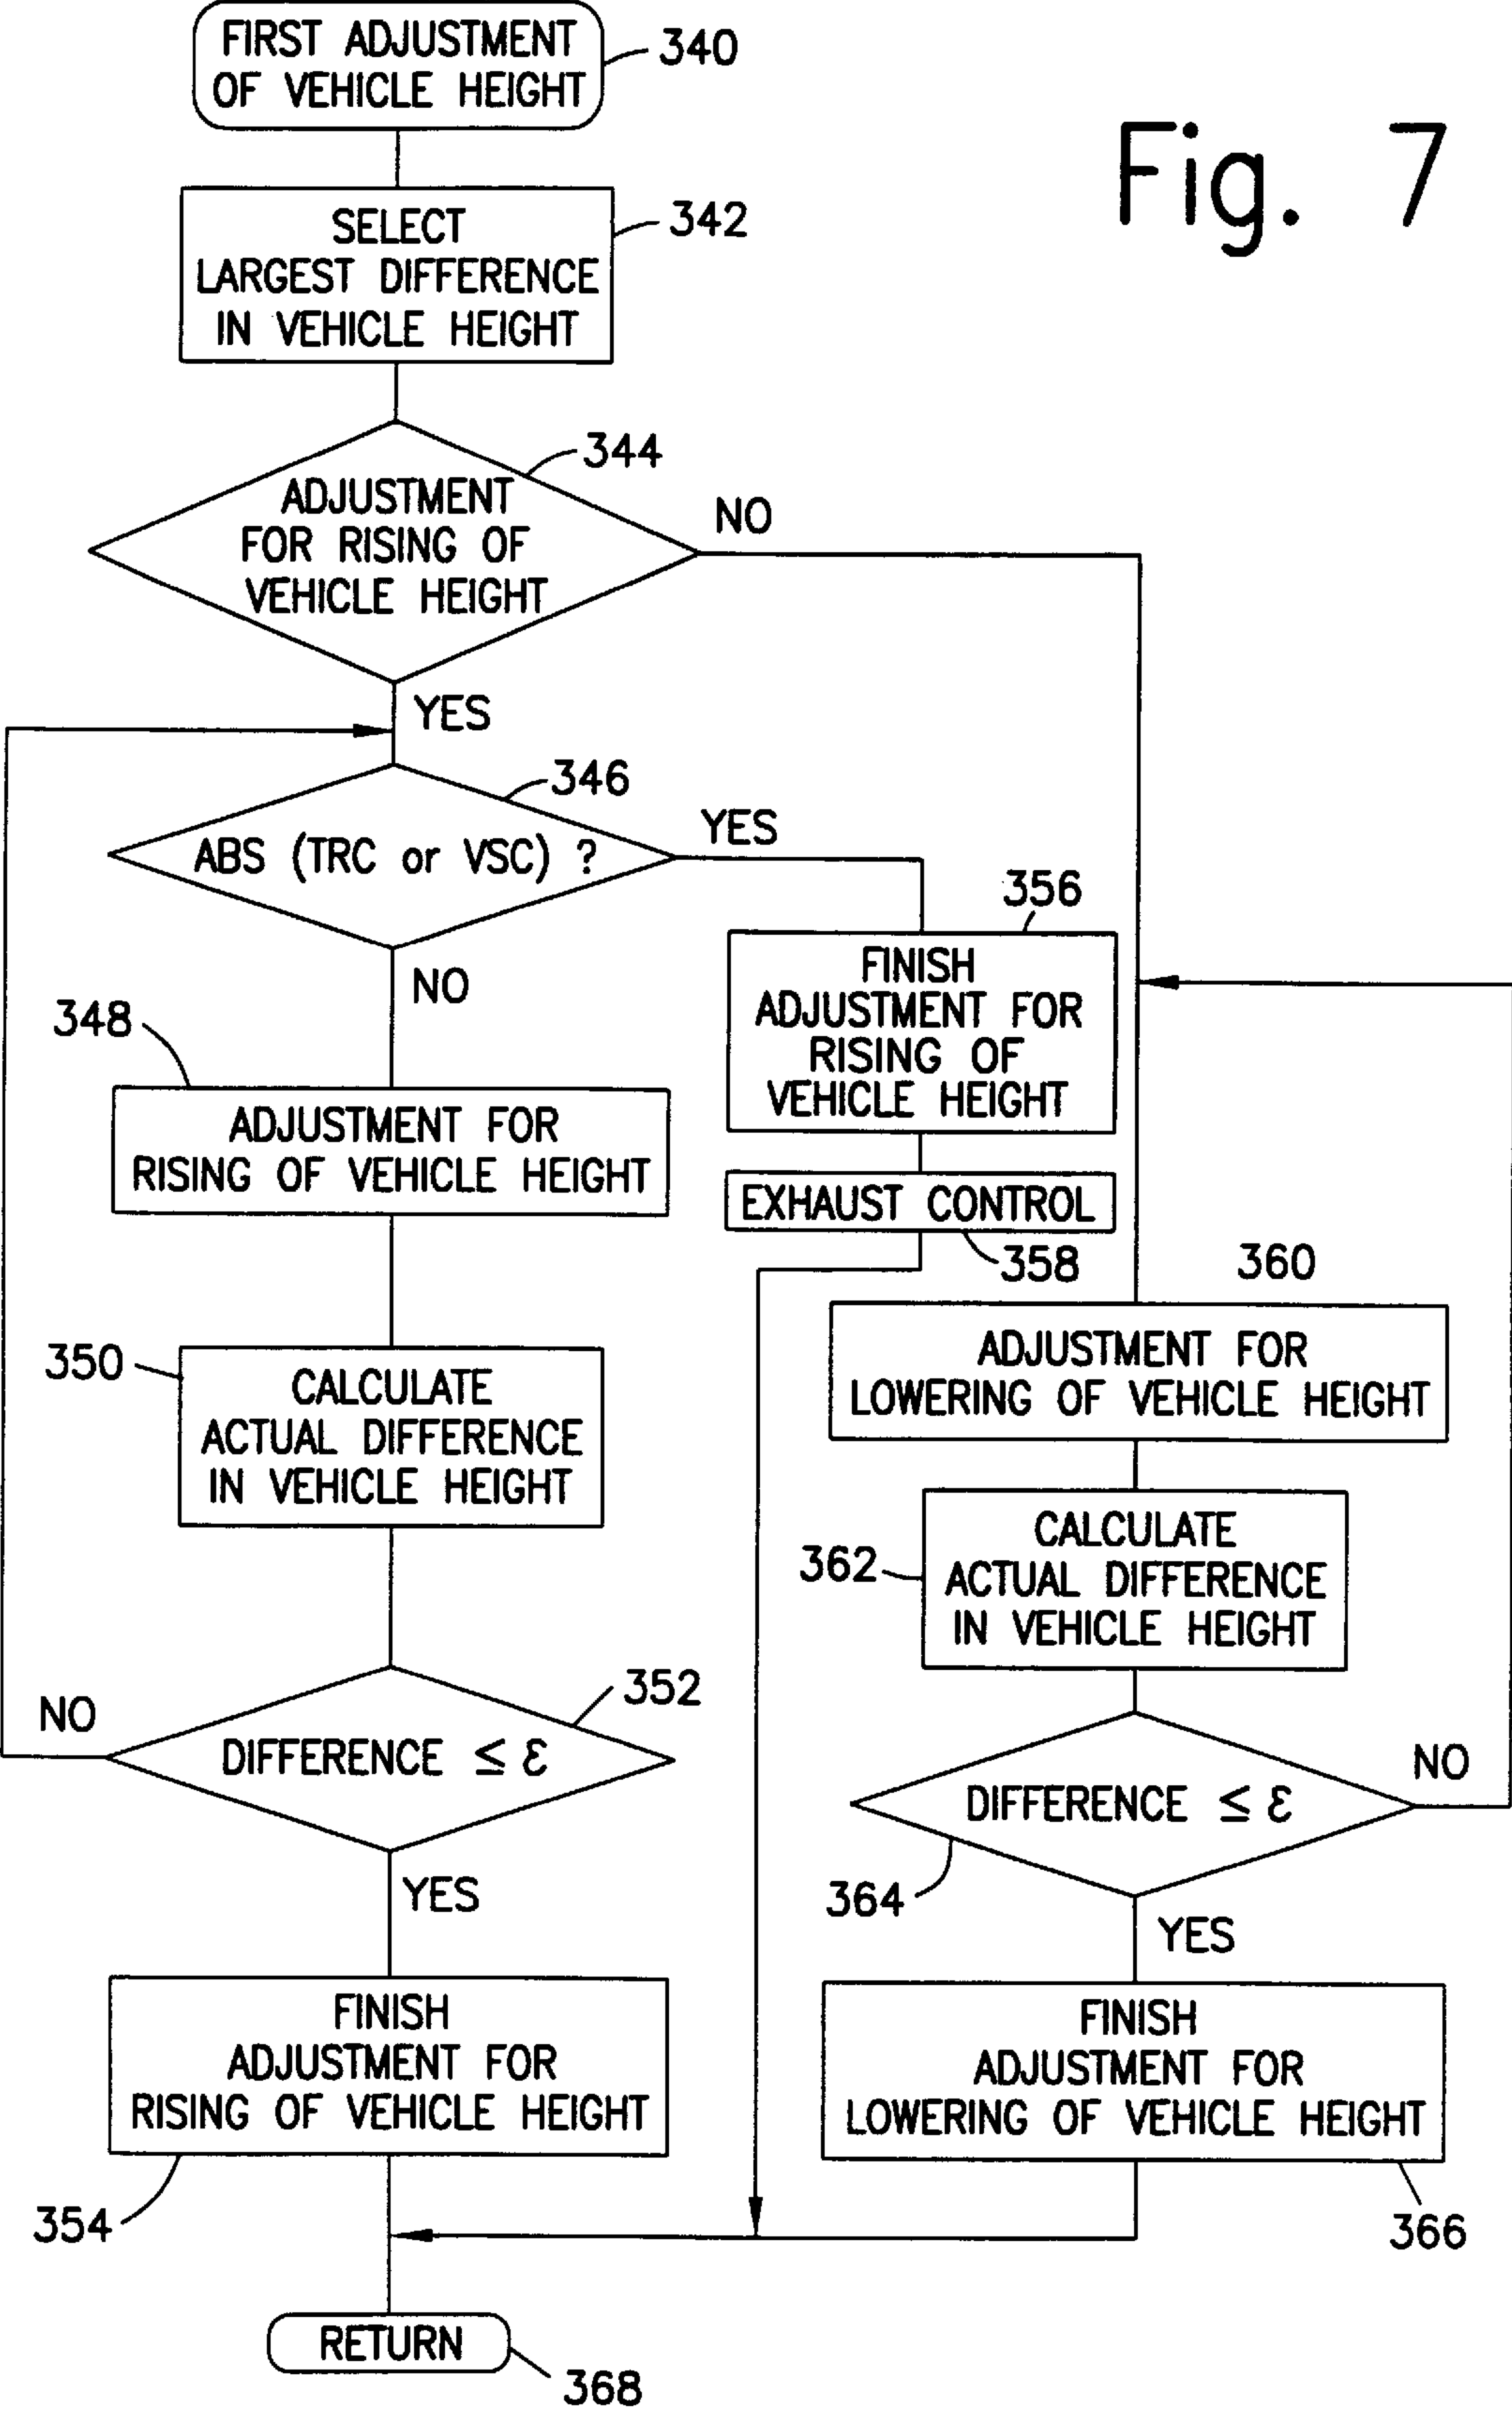 FIRST ADJUSTMENT
OF VEHICLE HEIGHT
340
Fig. 7
SELECT
LARGEST DIFFERENCE
IN VEHICLE HEIGHT
342
344
ADJUSTMENT
FOR RISING OF
VEHICLE HEIGHT
NO
YES
346
ABS (TRC or VSC) ?
YES
NO
356
FINISH
ADJUSTMENT FOR
RISING OF
VEHICLE HEIGHT
348
ADJUSTMENT FOR
RISING OF VEHICLE HEIGHT
EXHAUST CONTROL
358
360
ADJUSTMENT FOR
LOWERING OF VEHICLE HEIGHT
350
CALCULATE
ACTUAL DIFFERENCE
IN VEHICLE HEIGHT
362
CALCULATE
ACTUAL DIFFERENCE
IN VEHICLE HEIGHT
352
NO
DIFFERENCE ≤ ε
YES
NO
DIFFERENCE ≤ ε
364
YES
FINISH
ADJUSTMENT FOR
RISING OF VEHICLE HEIGHT
354
FINISH
ADJUSTMENT FOR
LOWERING OF VEHICLE HEIGHT
366
RETURN
368